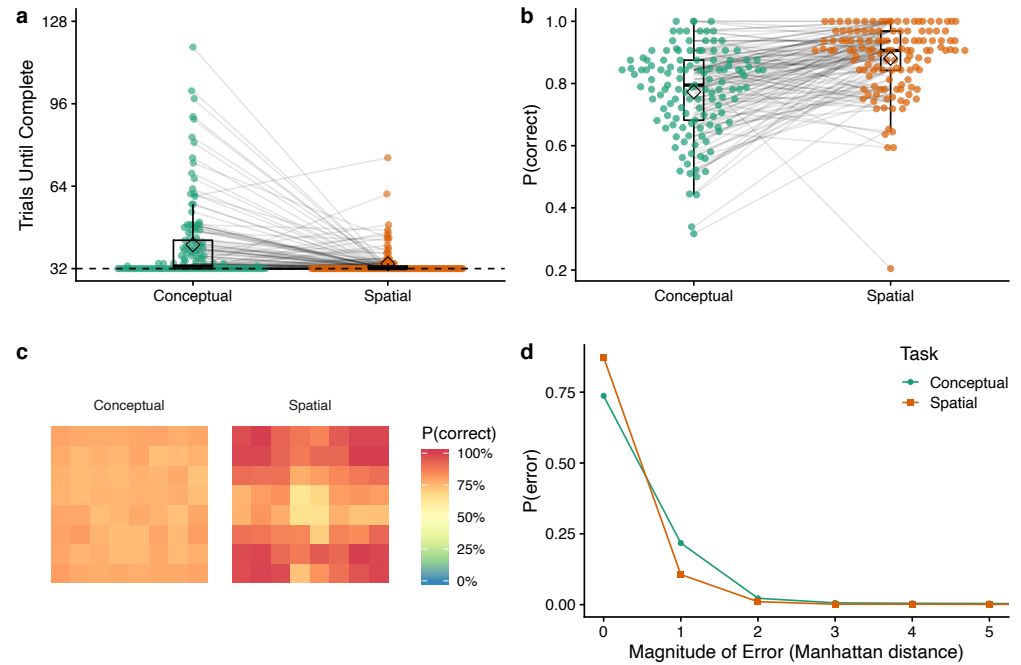 a
128
96
64
32
Trials Until Complete
Conceptual
Spatial
b
1.0
0.8
0.6
0.4
0.2
P(correct)
Conceptual
Spatial
c
Conceptual
Spatial
P(correct)
100%
75%
50%
25%
0%
d
Task
Conceptual
Spatial
0.75
0.50
0.25
0.00
P(error)
0 1 2 3 4 5
Magnitude of Error (Manhattan distance)